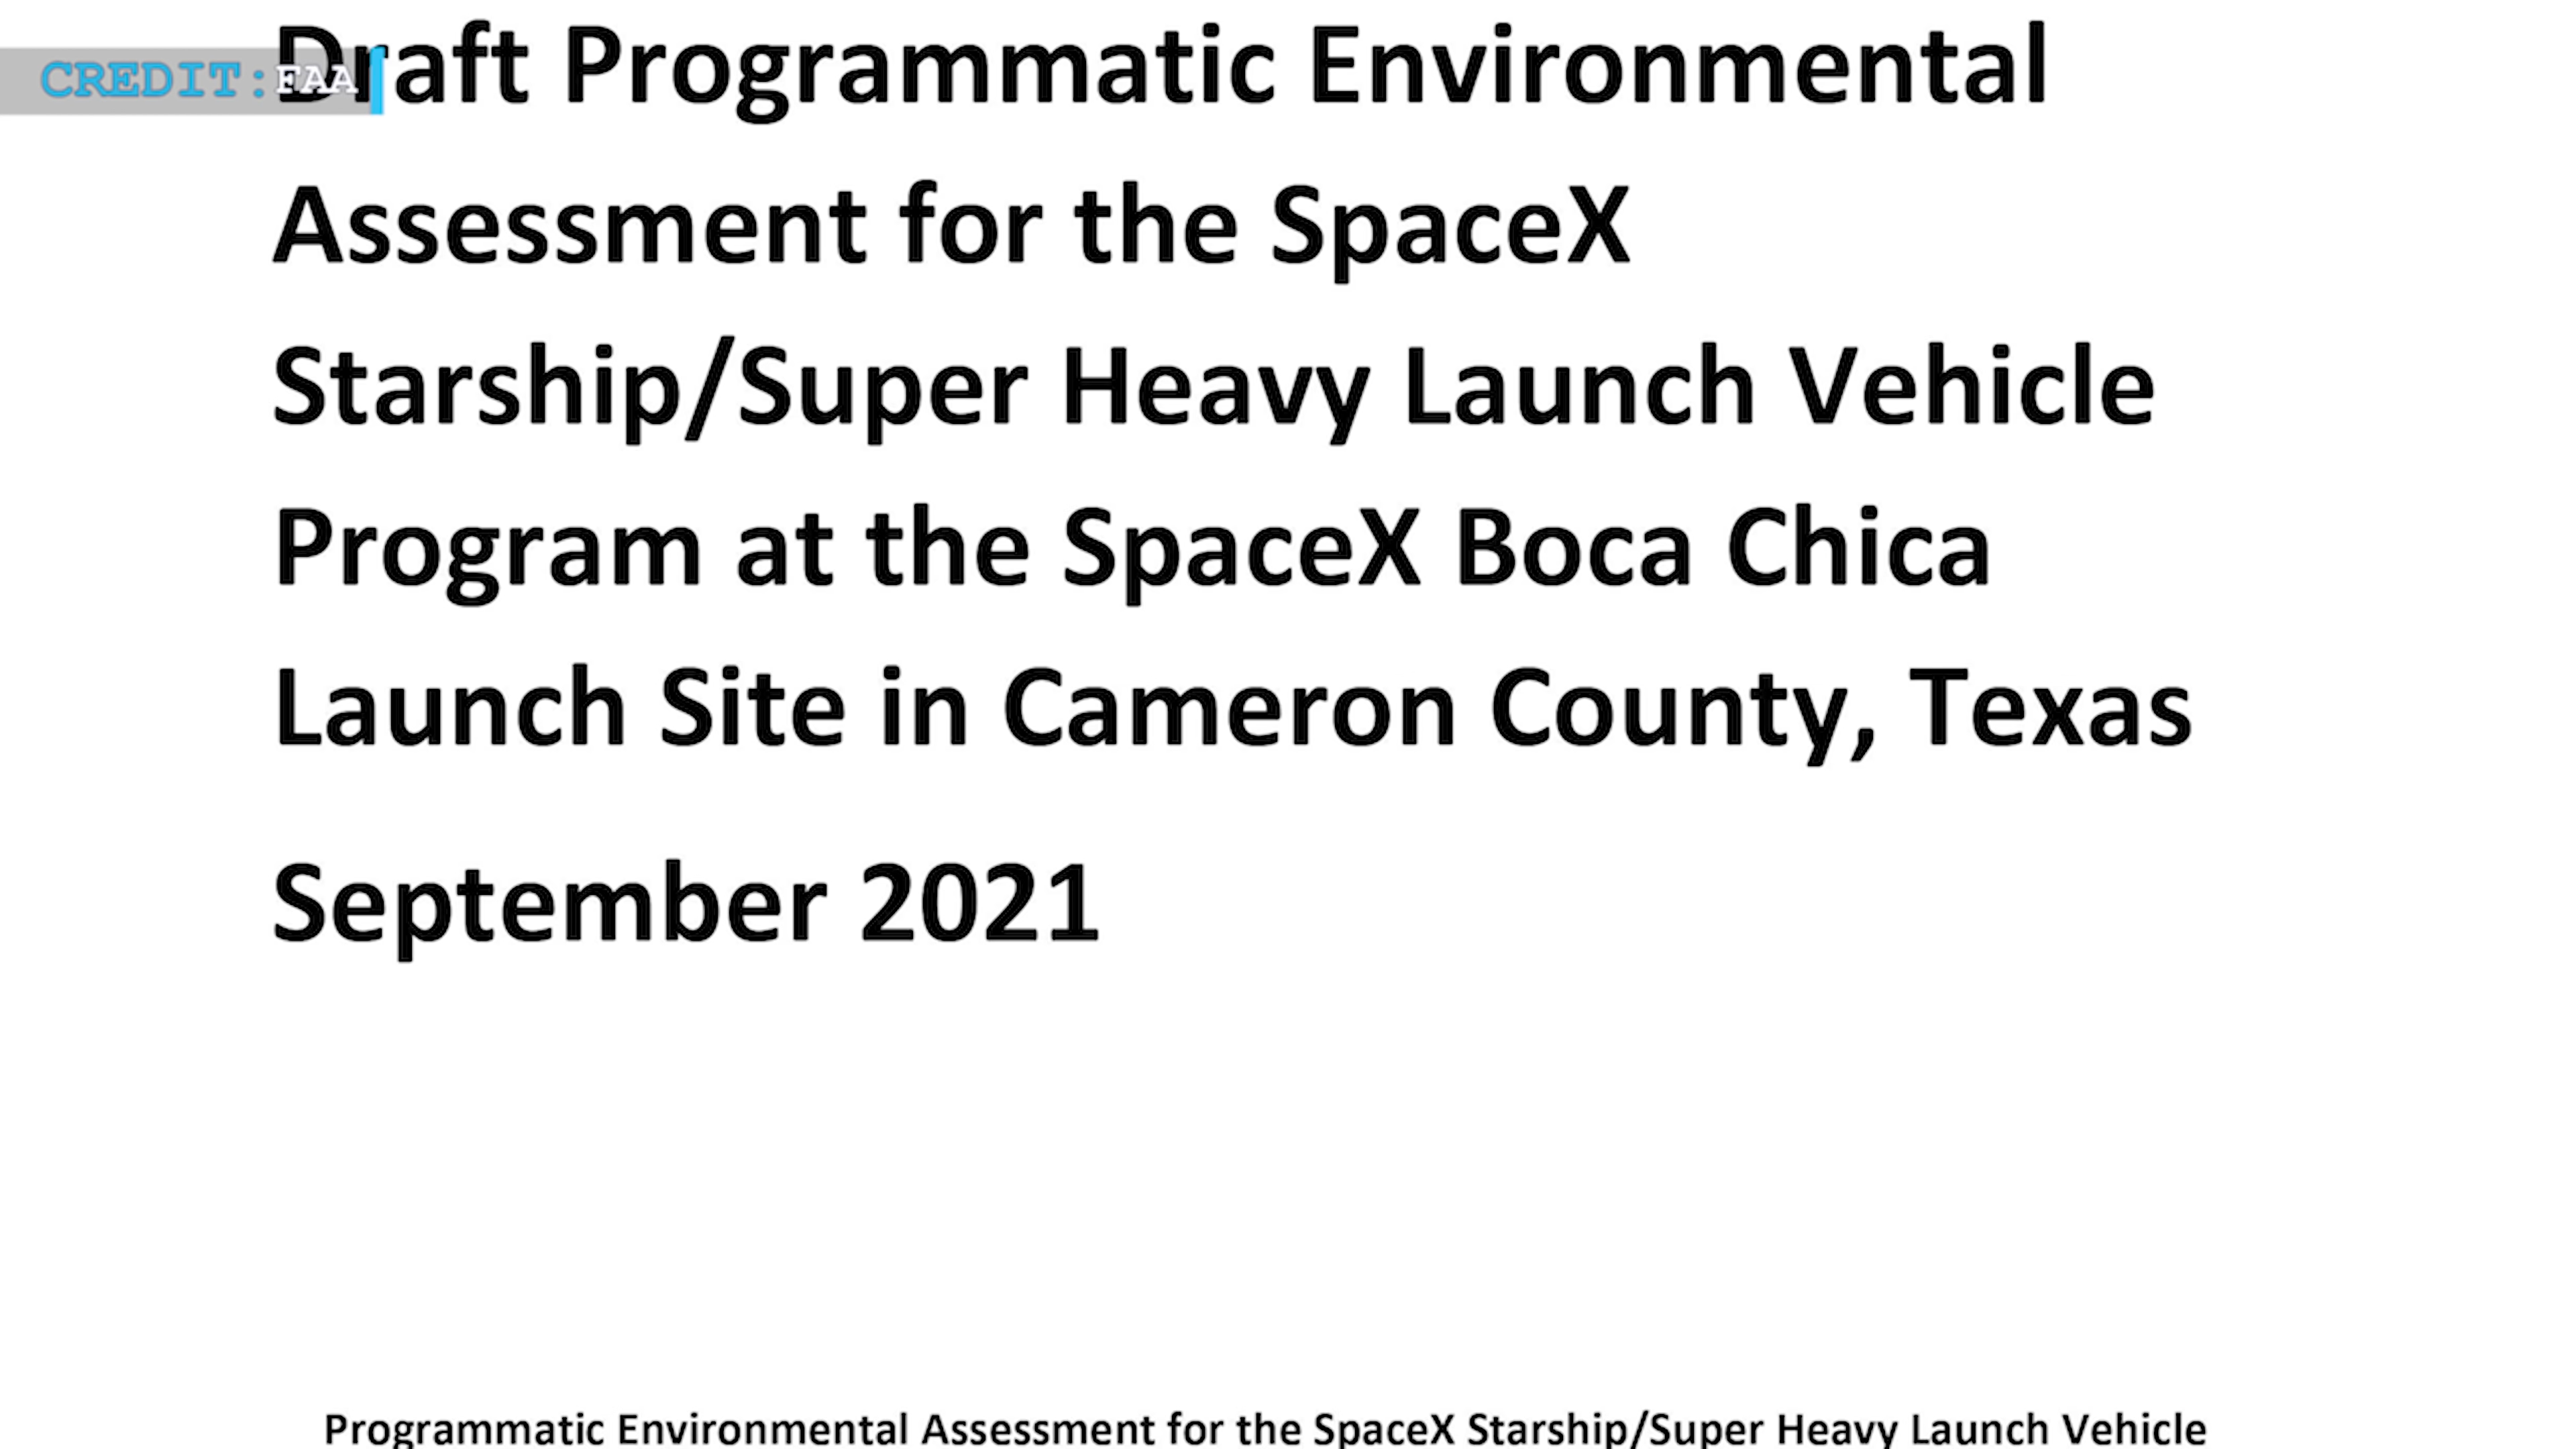 Draft Programmatic Environmental
CREDIT:FAA
Assessment for the SpaceX
Starship/Super Heavy Launch Vehicle
Program at the SpaceX Boca Chica
Launch Site in Cameron County, Texas
September 2021
Programmatic Environmental Assessment for the SpaceX Starship/Super Heavy Launch Vehicle